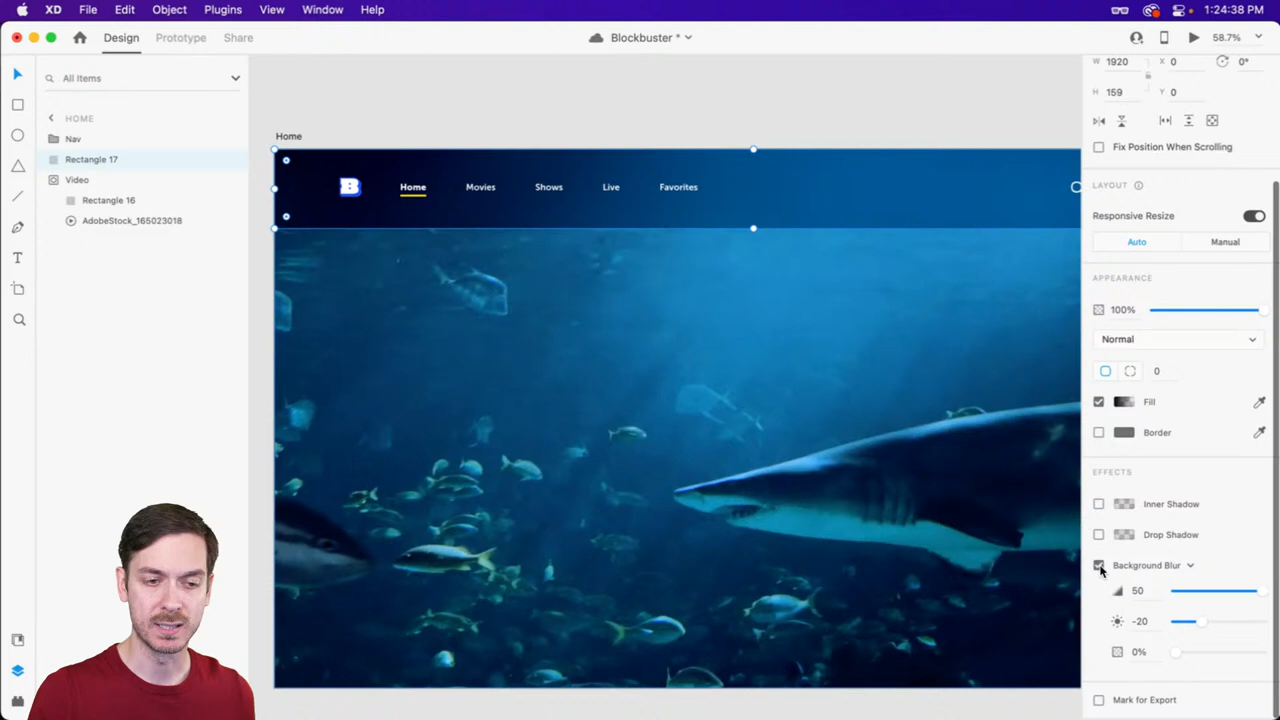 XD File Edit Object Plugins View Window Help 1:24:38 PM
Design Prototype Share Blockbuster * 58.7%
All Items
HOME
Nav
Rectangle 17
Video
Rectangle 16
AdobeStock_165023018
Home
B Home Movies Shows Live Favorites
W 1920 X 0 0°
H 159 Y 0
Fix Position When Scrolling
LAYOUT
Responsive Resize
Auto Manual
APPEARANCE
100%
Normal
0
Fill
Border
EFFECTS
Inner Shadow
Drop Shadow
Background Blur
50
-20
0%
Mark for Export